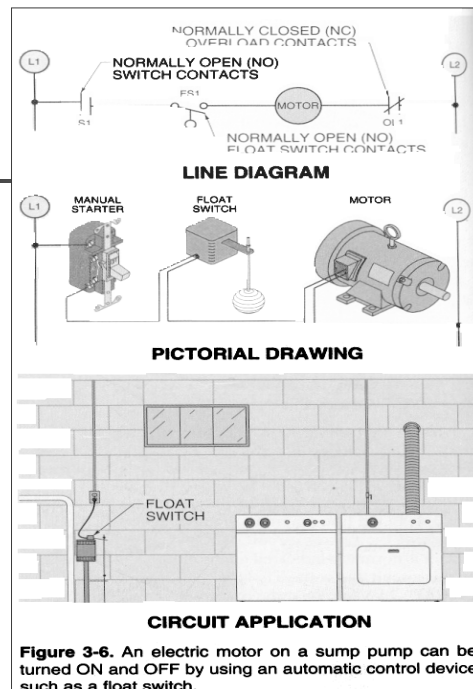 NORMALLY CLOSED (NC)
OVERLOAD CONTACTS
L1
NORMALLY OPEN (NO)
SWITCH CONTACTS
L2
FS1
MOTOR
S1
OL1
NORMALLY OPEN (NO)
FLOAT SWITCH CONTACTS
LINE DIAGRAM
L1
MANUAL
STARTER
FLOAT
SWITCH
MOTOR
L2
PICTORIAL DRAWING
FLOAT
SWITCH
CIRCUIT APPLICATION
Figure 3-6. An electric motor on a sump pump can be
turned ON and OFF by using an automatic control device
such as a float switch.